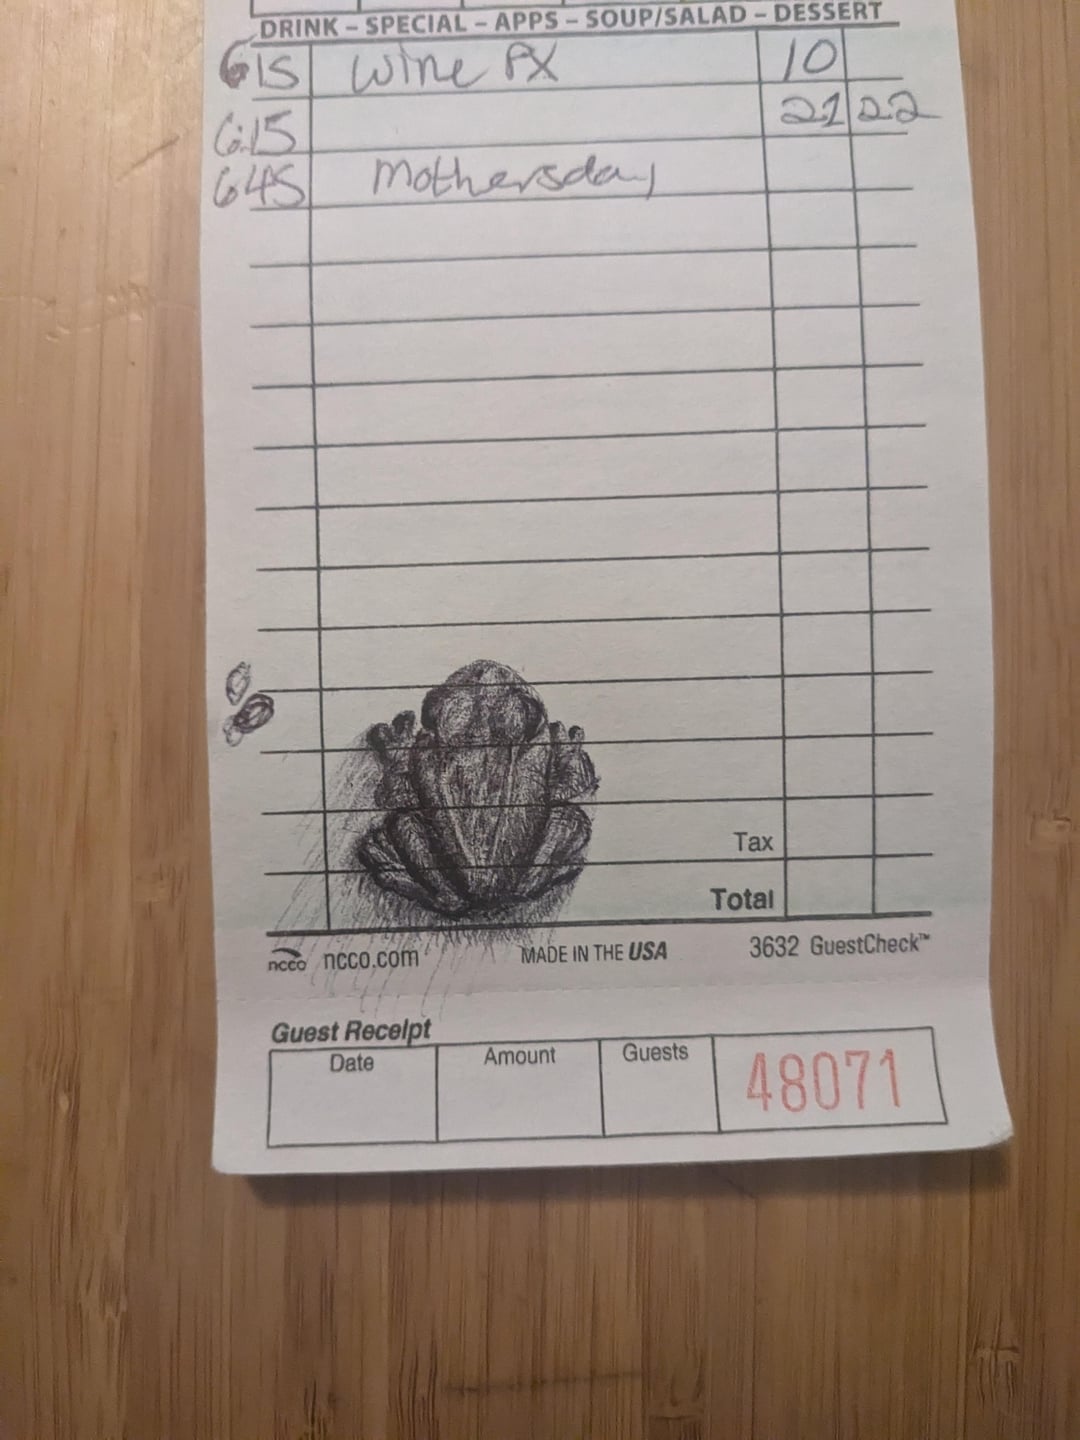 DRINK – SPECIAL – APPS – SOUP/SALAD – DESSERT
615 Wine PX 10
6:15 21 22
645 Mothersday
Tax
Total
ncco ncco.com MADE IN THE USA 3632 GuestCheck™
Guest Receipt
Date Amount Guests 48071